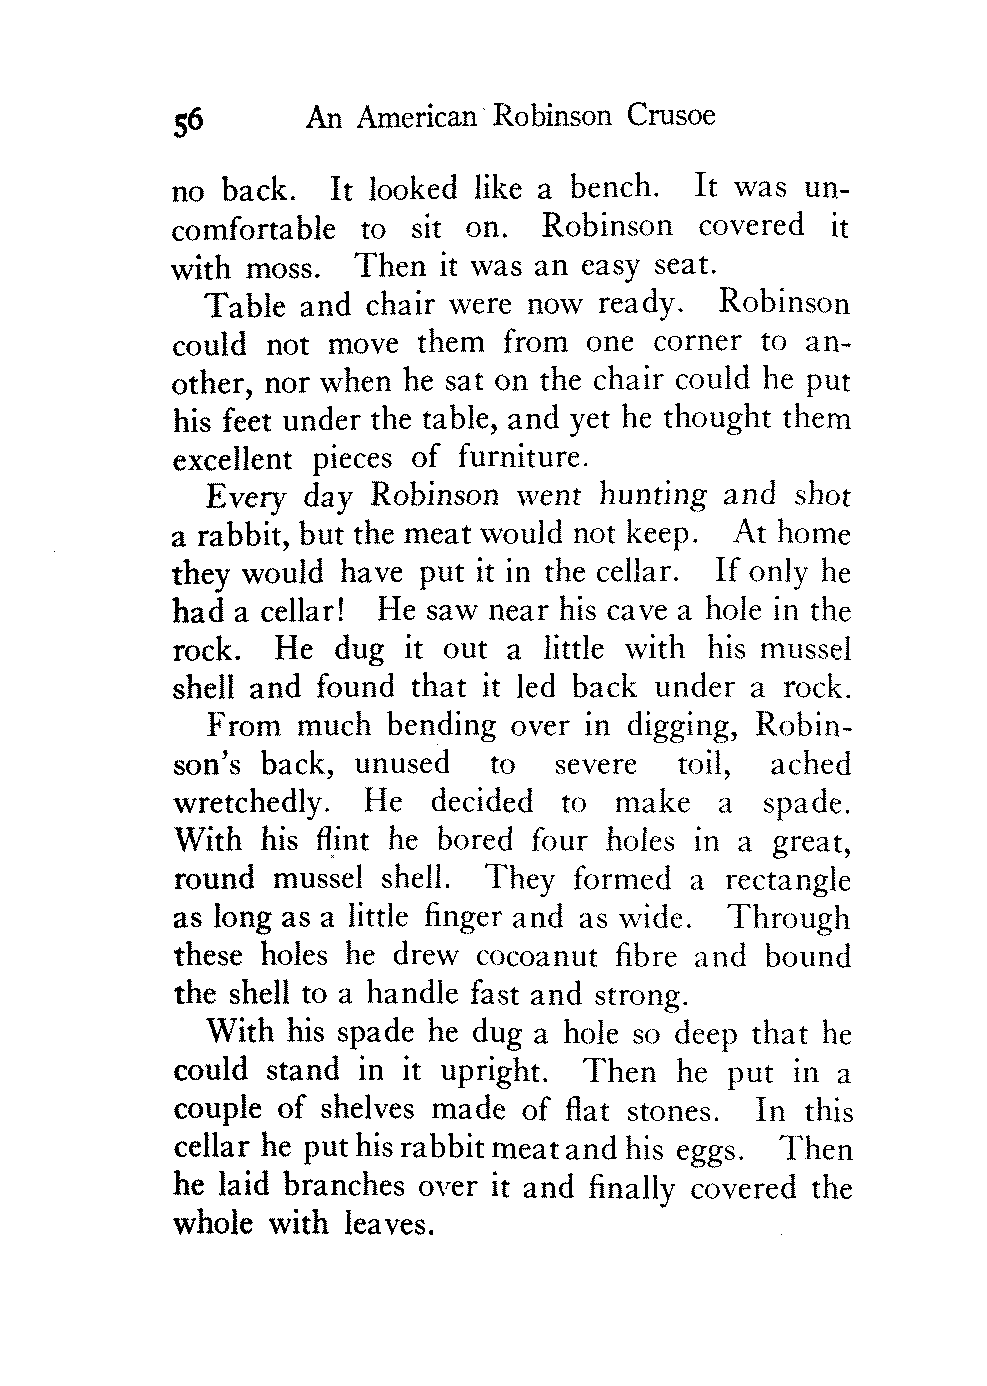 56 An American Robinson Crusoe
no back. It looked like a bench. It was un-
comfortable to sit on. Robinson covered it
with moss. Then it was an easy seat.
Table and chair were now ready. Robinson
could not move them from one corner to an-
other, nor when he sat on the chair could he put
his feet under the table, and yet he thought them
excellent pieces of furniture.
Every day Robinson went hunting and shot
a rabbit, but the meat would not keep. At home
they would have put it in the cellar. If only he
had a cellar! He saw near his cave a hole in the
rock. He dug it out a little with his mussel
shell and found that it led back under a rock.
From much bending over in digging, Robin-
son's back, unused to severe toil, ached
wretchedly. He decided to make a spade.
With his flint he bored four holes in a great,
round mussel shell. They formed a rectangle
as long as a little finger and as wide. Through
these holes he drew cocoanut fibre and bound
the shell to a handle fast and strong.
With his spade he dug a hole so deep that he
could stand in it upright. Then he put in a
couple of shelves made of flat stones. In this
cellar he put his rabbit meat and his eggs. Then
he laid branches over it and finally covered the
whole with leaves.